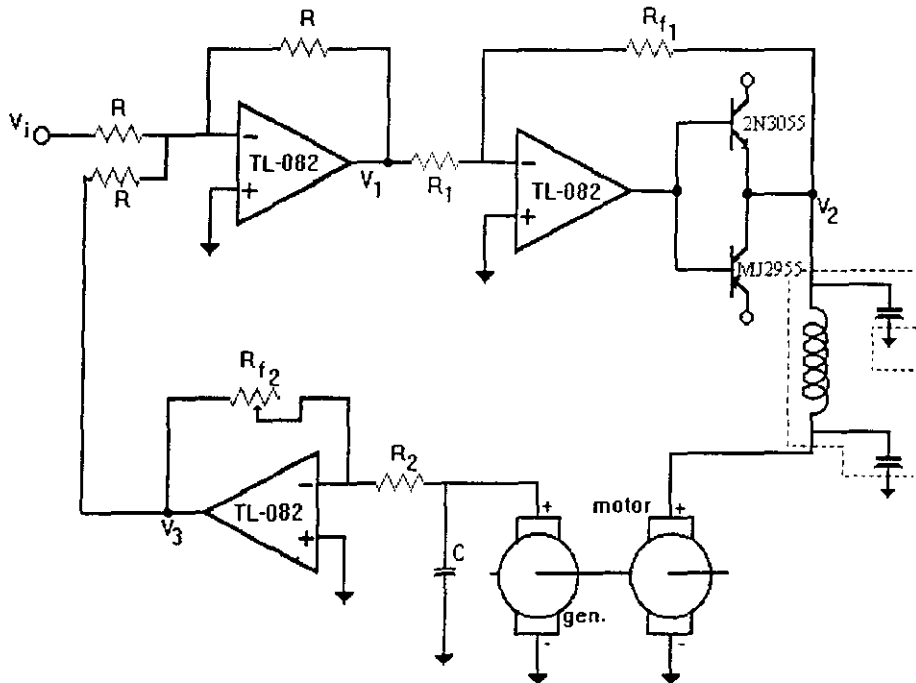 R
R_f1
R
V_i
R
TL-082
- +
V_1
R_1
TL-082
- +
2N3055
V_2
MJ2955
R_f2
R_2
TL-082
- +
V_3
C
motor
+
+
gen.
-
-